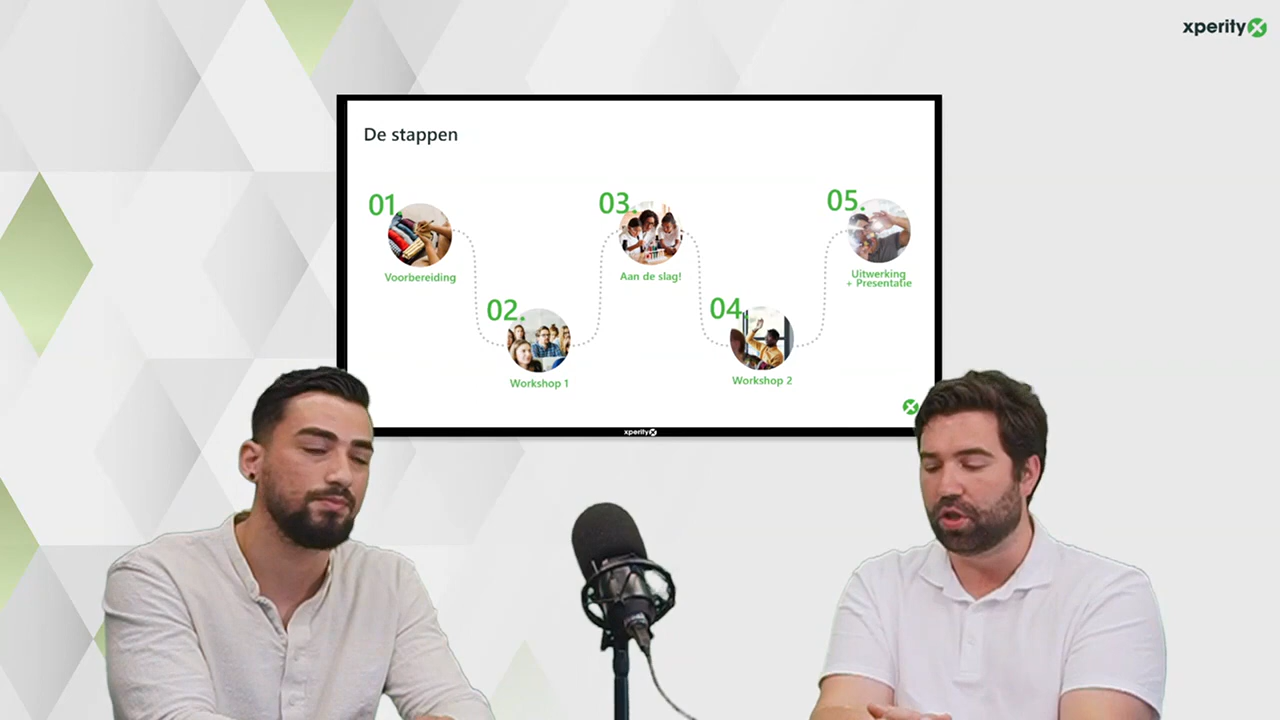 xperity
De stappen
01.
Voorbereiding
02.
Workshop 1
03.
Aan de slag!
04.
Workshop 2
05.
Uitwerking
+ Presentatie
xperity